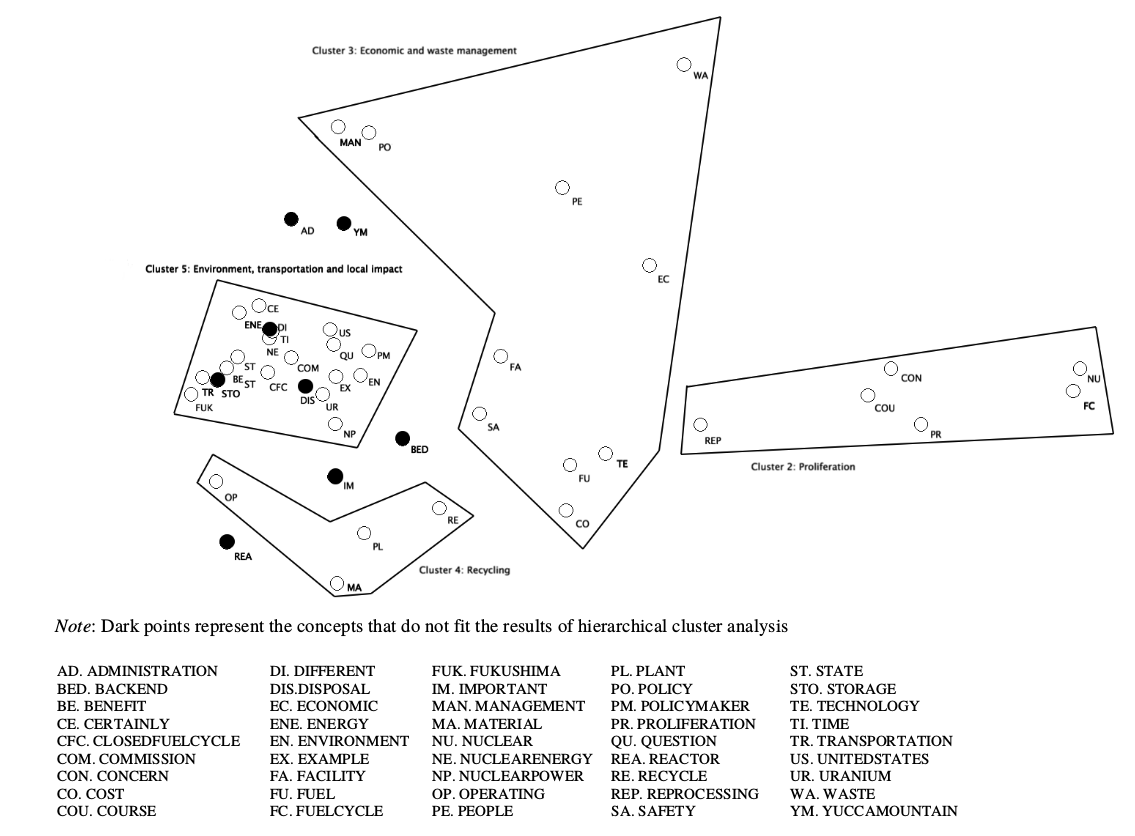 Cluster 3: Economic and waste management
WA
MAN
PO
PE
AD
YM
EC
Cluster 5: Environment, transportation and local impact
CE
ENE
DI
US
TI
NE
QU
PM
ST
COM
FA
BE
ST
CFC
EX
EN
TR
STO
DIS
UR
FUK
NP
SA
CON
NU
COU
FC
PR
REP
Cluster 2: Proliferation
BED
TE
FU
IM
OP
RE
CO
PL
REA
MA
Cluster 4: Recycling
Note: Dark points represent the concepts that do not fit the results of hierarchical cluster analysis
AD. ADMINISTRATION DI. DIFFERENT FUK. FUKUSHIMA PL. PLANT ST. STATE
BED. BACKEND DIS.DISPOSAL IM. IMPORTANT PO. POLICY STO. STORAGE
BE. BENEFIT EC. ECONOMIC MAN. MANAGEMENT PM. POLICYMAKER TE. TECHNOLOGY
CE. CERTAINLY ENE. ENERGY MA. MATERIAL PR. PROLIFERATION TI. TIME
CFC. CLOSEDFUELCYCLE EN. ENVIRONMENT NU. NUCLEAR QU. QUESTION TR. TRANSPORTATION
COM. COMMISSION EX. EXAMPLE NE. NUCLEARENERGY REA. REACTOR US. UNITEDSTATES
CON. CONCERN FA. FACILITY NP. NUCLEARPOWER RE. RECYCLE UR. URANIUM
CO. COST FU. FUEL OP. OPERATING REP. REPROCESSING WA. WASTE
COU. COURSE FC. FUELCYCLE PE. PEOPLE SA. SAFETY YM. YUCCAMOUNTAIN